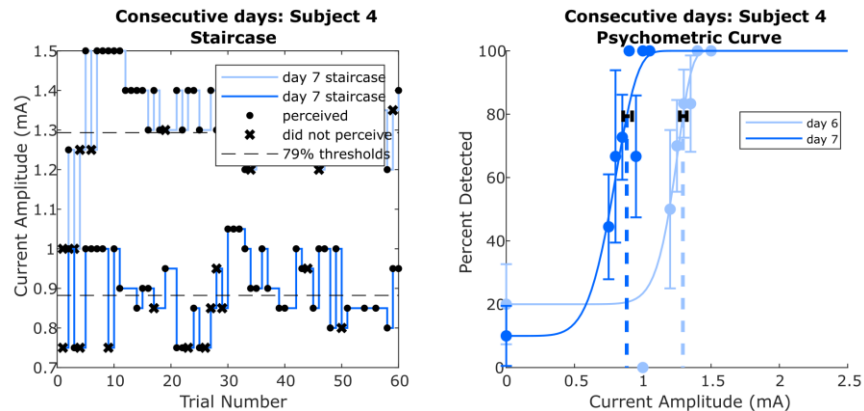 Consecutive days: Subject 4
Staircase
1.5
1.4
1.3
1.2
1.1
1
0.9
0.8
0.7
0
10
20
30
40
50
60
Current Amplitude (mA)
Trial Number
day 7 staircase
day 7 staircase
perceived
did not perceive
79% thresholds
Consecutive days: Subject 4
Psychometric Curve
100
80
60
40
20
0
0
0.5
1
1.5
2
2.5
Percent Detected
Current Amplitude (mA)
day 6
day 7